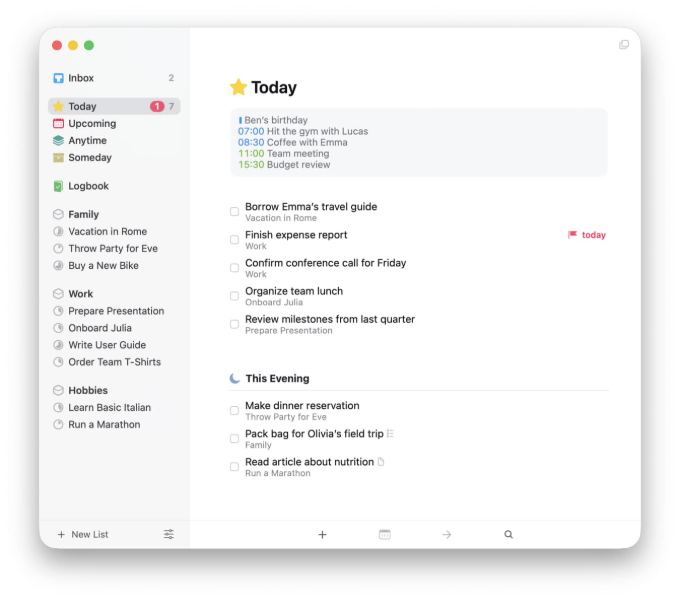 Inbox 2
Today 1 7
Upcoming
Anytime
Someday
Logbook
Family
Vacation in Rome
Throw Party for Eve
Buy a New Bike
Work
Prepare Presentation
Onboard Julia
Write User Guide
Order Team T-Shirts
Hobbies
Learn Basic Italian
Run a Marathon
New List
Today
Ben's birthday
07:00 Hit the gym with Lucas
08:30 Coffee with Emma
11:00 Team meeting
15:30 Budget review
Borrow Emma's travel guide
Vacation in Rome
Finish expense report today
Work
Confirm conference call for Friday
Work
Organize team lunch
Onboard Julia
Review milestones from last quarter
Prepare Presentation
This Evening
Make dinner reservation
Throw Party for Eve
Pack bag for Olivia's field trip
Family
Read article about nutrition
Run a Marathon